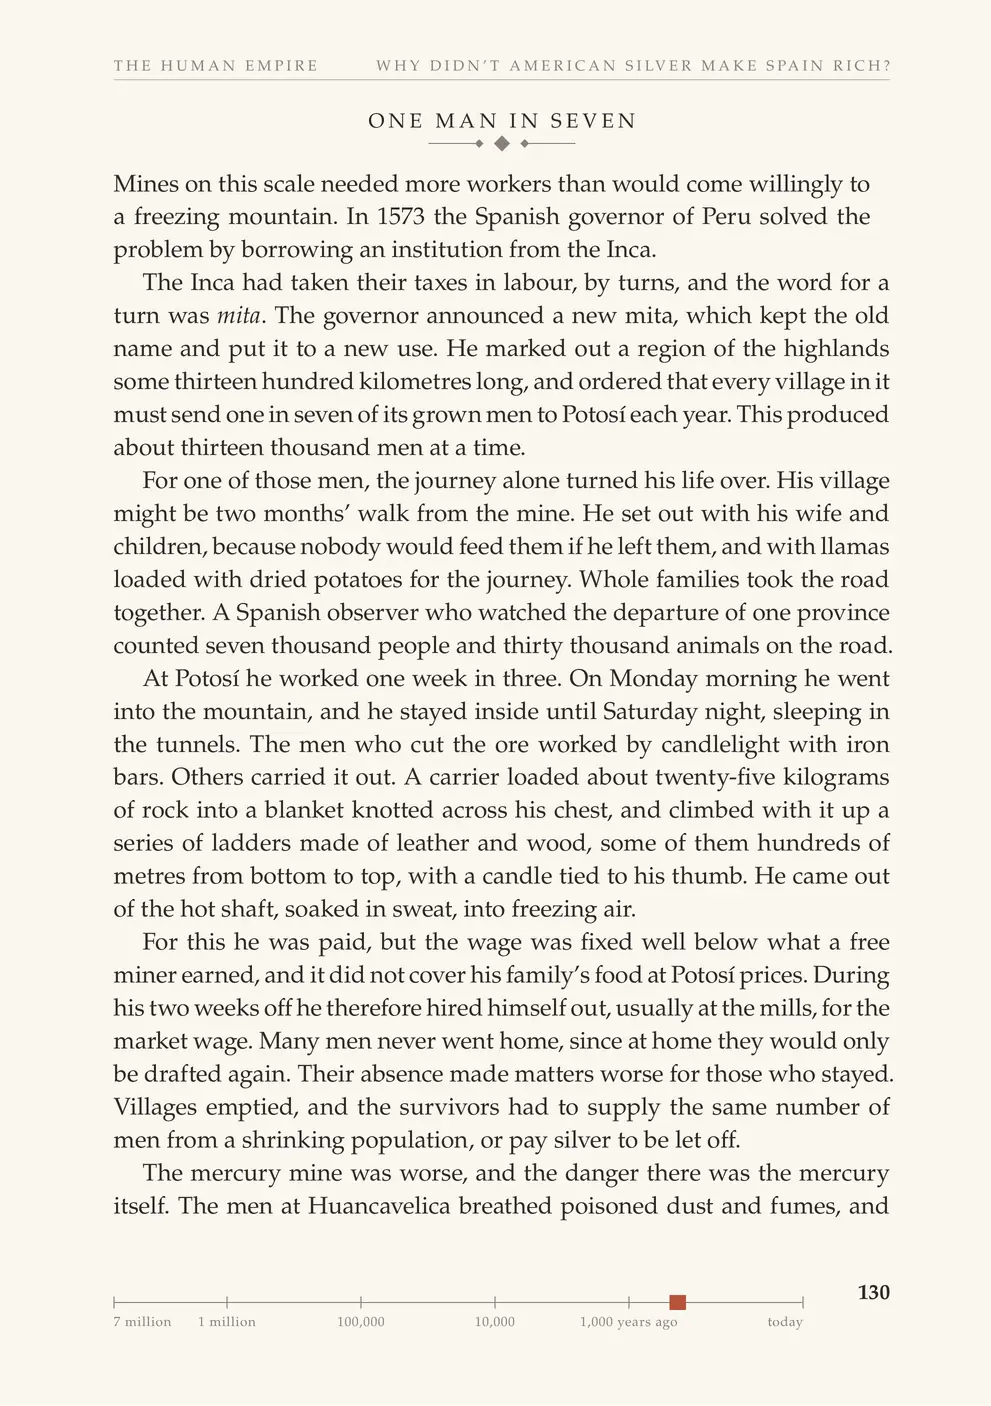 THE HUMAN EMPIRE
WHY DIDN’T AMERICAN SILVER MAKE SPAIN RICH?
ONE MAN IN SEVEN
Mines on this scale needed more workers than would come willingly to
a freezing mountain. In 1573 the Spanish governor of Peru solved the
problem by borrowing an institution from the Inca.
The Inca had taken their taxes in labour, by turns, and the word for a
turn was mita. The governor announced a new mita, which kept the old
name and put it to a new use. He marked out a region of the highlands
some thirteen hundred kilometres long, and ordered that every village in it
must send one in seven of its grown men to Potosí each year. This produced
about thirteen thousand men at a time.
For one of those men, the journey alone turned his life over. His village
might be two months’ walk from the mine. He set out with his wife and
children, because nobody would feed them if he left them, and with llamas
loaded with dried potatoes for the journey. Whole families took the road
together. A Spanish observer who watched the departure of one province
counted seven thousand people and thirty thousand animals on the road.
At Potosí he worked one week in three. On Monday morning he went
into the mountain, and he stayed inside until Saturday night, sleeping in
the tunnels. The men who cut the ore worked by candlelight with iron
bars. Others carried it out. A carrier loaded about twenty-five kilograms
of rock into a blanket knotted across his chest, and climbed with it up a
series of ladders made of leather and wood, some of them hundreds of
metres from bottom to top, with a candle tied to his thumb. He came out
of the hot shaft, soaked in sweat, into freezing air.
For this he was paid, but the wage was fixed well below what a free
miner earned, and it did not cover his family’s food at Potosí prices. During
his two weeks off he therefore hired himself out, usually at the mills, for the
market wage. Many men never went home, since at home they would only
be drafted again. Their absence made matters worse for those who stayed.
Villages emptied, and the survivors had to supply the same number of
men from a shrinking population, or pay silver to be let off.
The mercury mine was worse, and the danger there was the mercury
itself. The men at Huancavelica breathed poisoned dust and fumes, and
130
7 million 1 million 100,000 10,000 1,000 years ago today